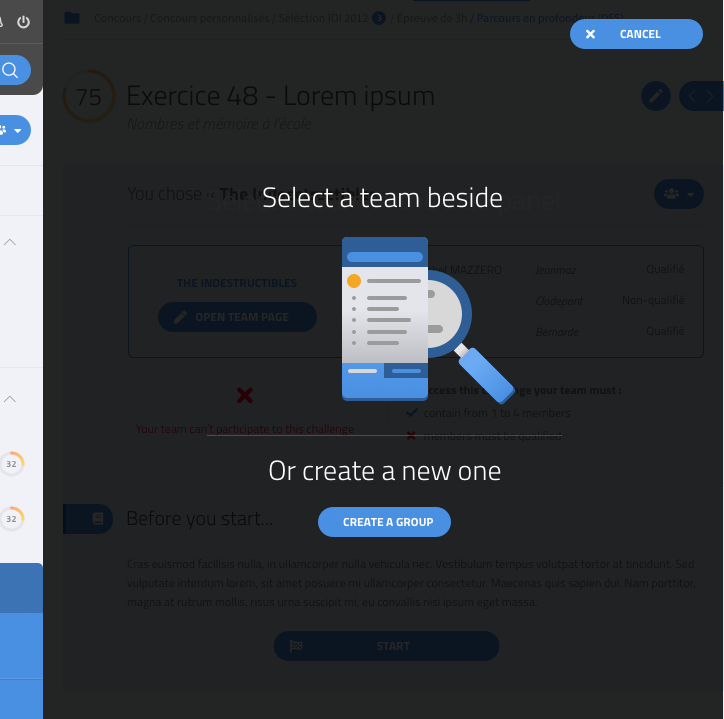 Concours / Concours personnalisés / Sélection IOI 2012 / Épreuve de 3h / Parcours en profondeur (DFS)
CANCEL
75 Exercice 48 - Lorem ipsum
Nombres et mémoire à l'école
You chose « The Indestructibles
Select a team beside
MAZZERO Jeanmaz Qualifié
THE INDESTRUCTIBLES
Clodepont Non-qualifié
OPEN TEAM PAGE
Bernarde Qualifié
your team must :
contain from 1 to 4 members
Your team can't participate to this challenge
members must be qualified
32
Or create a new one
32
Before you start...
CREATE A GROUP
Cras euismod facilisis nulla, in ullamcorper nulla vehicula nec. Vestibulum tempus volutpat tortor at tincidunt. Sed
vulputate interdum lorem, sit amet posuere mi ullamcorper consectetur. Maecenas quis sapien dui. Nam porttitor,
magna at rutrum mollis, risus urna suscipit mi, eu convallis nisi ipsum eget massa.
START